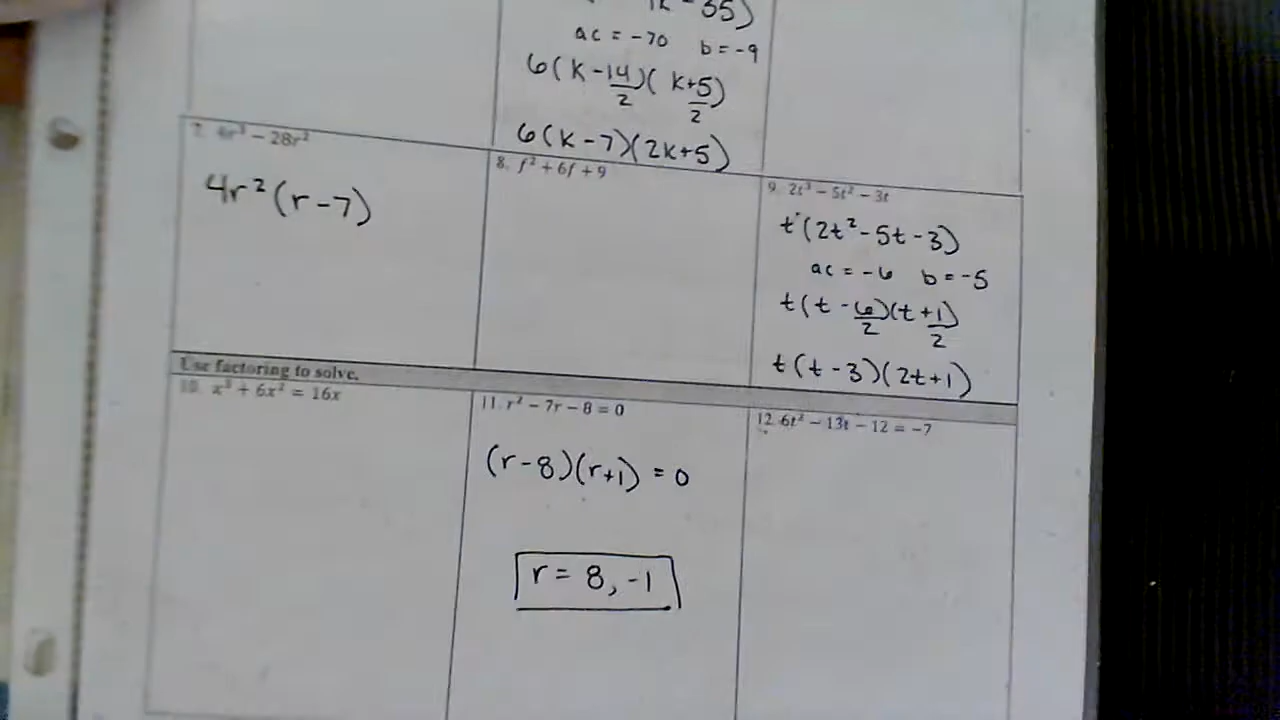 k - 35)
ac = -70 b = -9
6(k - 14/2)(k + 5/2)
6(k - 7)(2k + 5)
7. 4r³ − 28r²
4r²(r - 7)
8. f² + 6f + 9
9. 2t³ − 5t² − 3t
t(2t² - 5t - 3)
ac = -6 b = -5
t(t - 6/2)(t + 1/2)
t(t - 3)(2t + 1)
Use factoring to solve.
10. x³ + 6x² = 16x
11. r² − 7r − 8 = 0
(r - 8)(r + 1) = 0
r = 8, -1
12. 6t² − 13t − 12 = −7